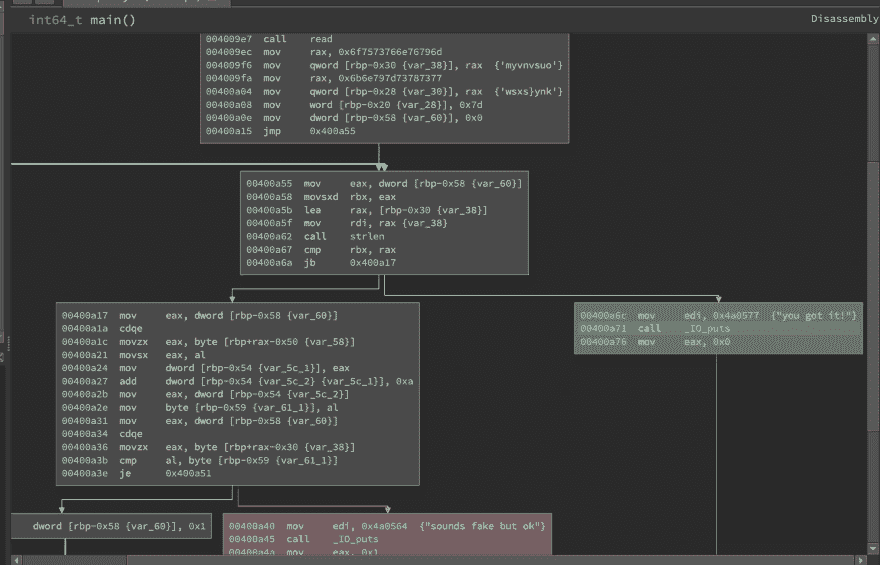 int64_t main()
Disassembly
004009e7 call read
004009ec mov rax, 0x6f7573766e76796d
004009f6 mov qword [rbp-0x30 {var_38}], rax {'myvnvsuo'}
004009fa mov rax, 0x6b6e797d73787377
00400a04 mov qword [rbp-0x28 {var_30}], rax {'wsxs}ynk'}
00400a08 mov word [rbp-0x20 {var_28}], 0x7d
00400a0e mov dword [rbp-0x58 {var_60}], 0x0
00400a15 jmp 0x400a55
00400a55 mov eax, dword [rbp-0x58 {var_60}]
00400a58 movsxd rbx, eax
00400a5b lea rax, [rbp-0x30 {var_38}]
00400a5f mov rdi, rax {var_38}
00400a62 call strlen
00400a67 cmp rbx, rax
00400a6a jb 0x400a17
00400a17 mov eax, dword [rbp-0x58 {var_60}]
00400a1a cdqe
00400a1c movzx eax, byte [rbp+rax-0x50 {var_58}]
00400a21 movsx eax, al
00400a24 mov dword [rbp-0x54 {var_5c_1}], eax
00400a27 add dword [rbp-0x54 {var_5c_2} {var_5c_1}], 0xa
00400a2b mov eax, dword [rbp-0x54 {var_5c_2}]
00400a2e mov byte [rbp-0x59 {var_61_1}], al
00400a31 mov eax, dword [rbp-0x58 {var_60}]
00400a34 cdqe
00400a36 movzx eax, byte [rbp+rax-0x30 {var_38}]
00400a3b cmp al, byte [rbp-0x59 {var_61_1}]
00400a3e je 0x400a51
00400a6c mov edi, 0x4a0577 {"you got it!"}
00400a71 call _IO_puts
00400a76 mov eax, 0x0
dword [rbp-0x58 {var_60}], 0x1
00400a40 mov edi, 0x4a0564 {"sounds fake but ok"}
00400a45 call _IO_puts
00400a4a mov eax, 0x1